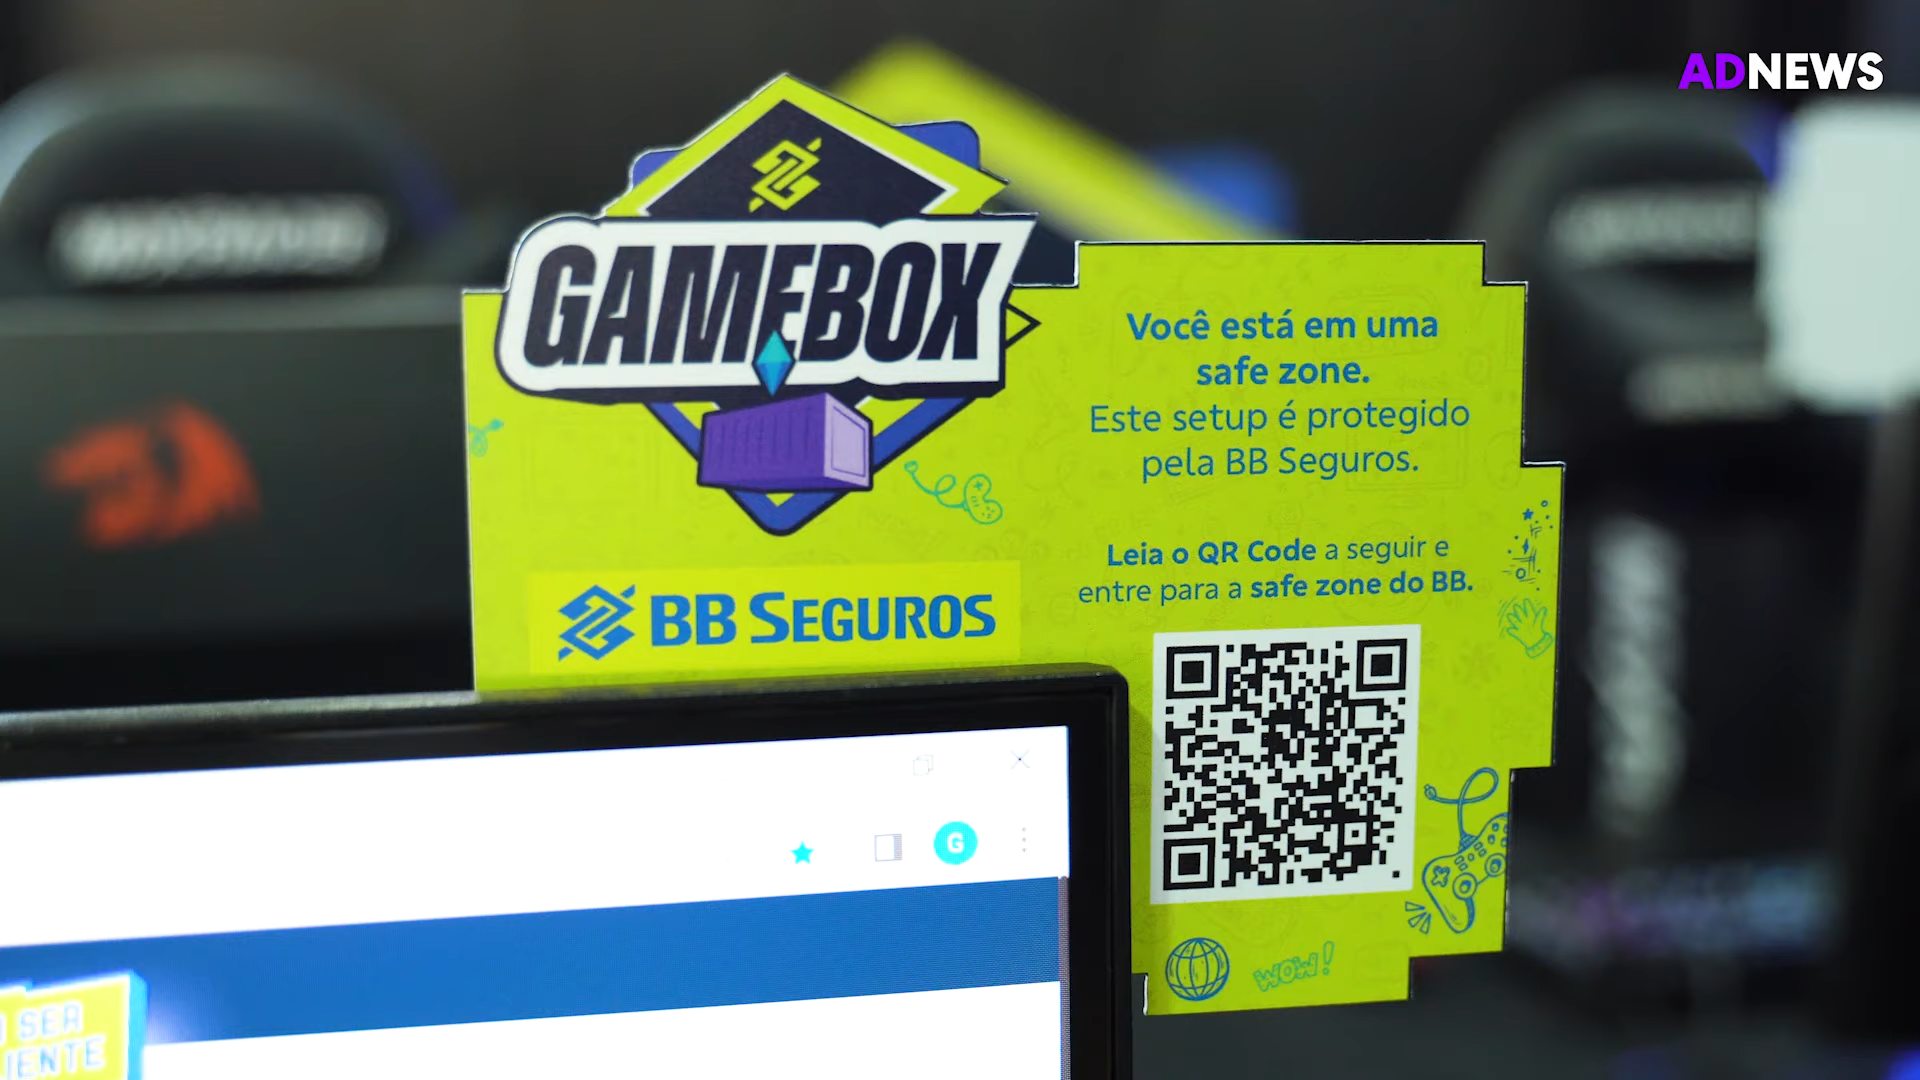 ADNEWS
GAMEBOX
Você está em uma
safe zone.
Este setup é protegido
pela BB Seguros.
Leia o QR Code a seguir e
entre para a safe zone do BB.
BB SEGUROS
G
SER
WOW!